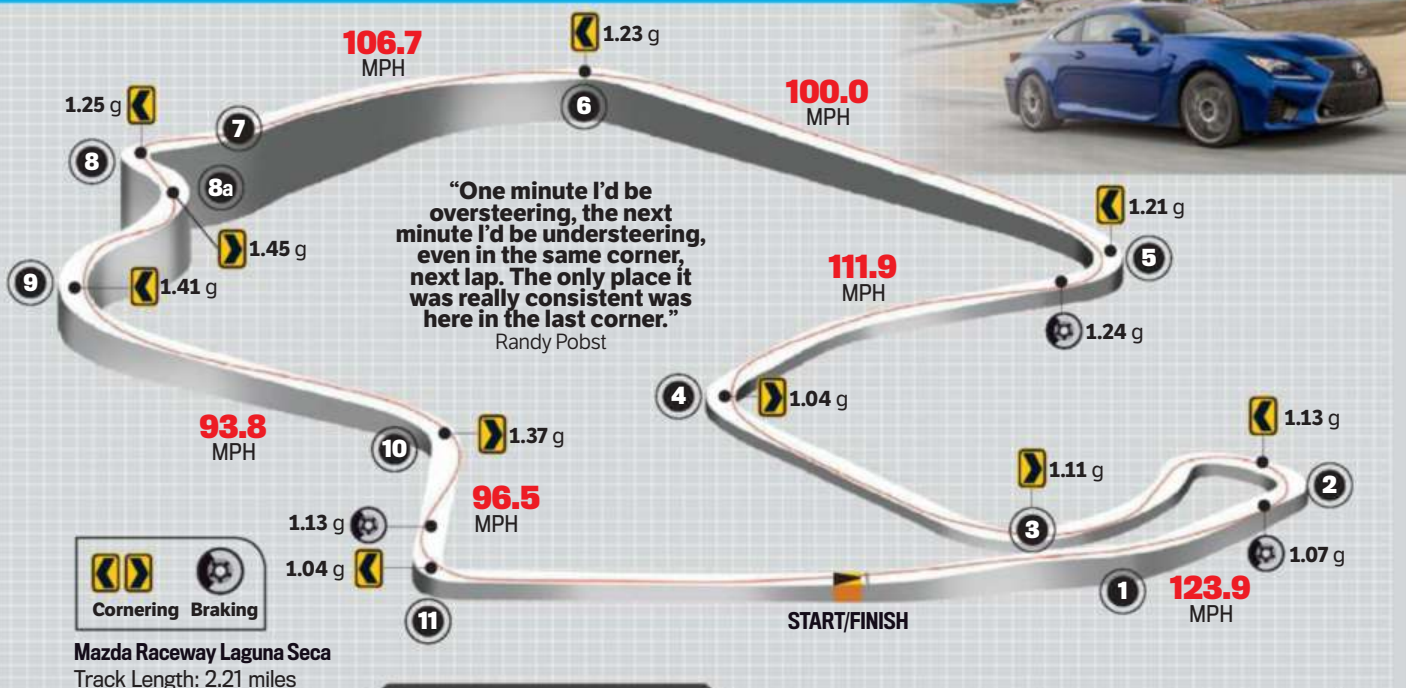 106.7
MPH
1.23 g
6
100.0
MPH
1.25 g
7
8
8a
1.45 g
9
1.41 g
“One minute I’d be
oversteering, the next
minute I’d be understeering,
even in the same corner,
next lap. The only place it
was really consistent was
here in the last corner.”
Randy Pobst
1.21 g
5
111.9
MPH
1.24 g
4
1.04 g
93.8
MPH
10
1.37 g
96.5
MPH
1.13 g
2
1.11 g
3
1.07 g
1
123.9
MPH
1.13 g
1.04 g
11
START/FINISH
Cornering Braking
Mazda Raceway Laguna Seca
Track Length: 2.21 miles